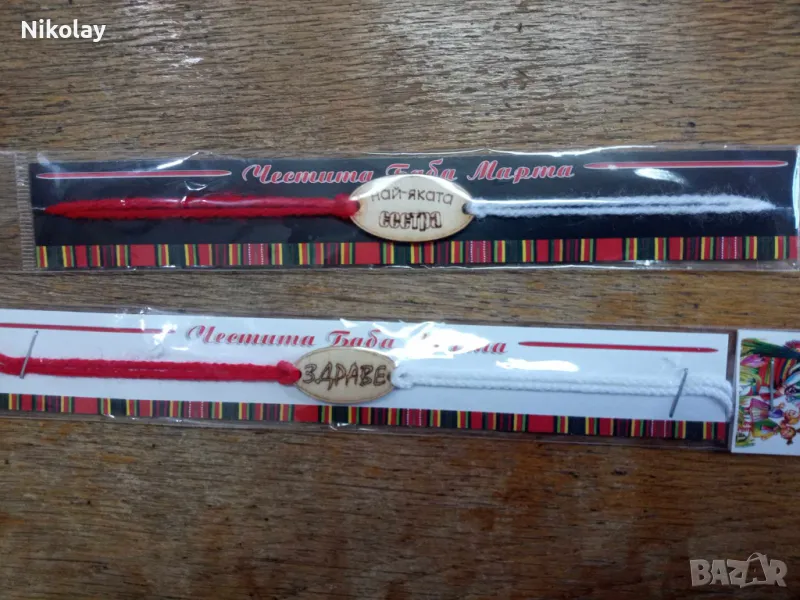 Nikolay
Честита Баба Марта
най-яката
сестра
Честита Баба
ЗДРАВЕ
BAZAR